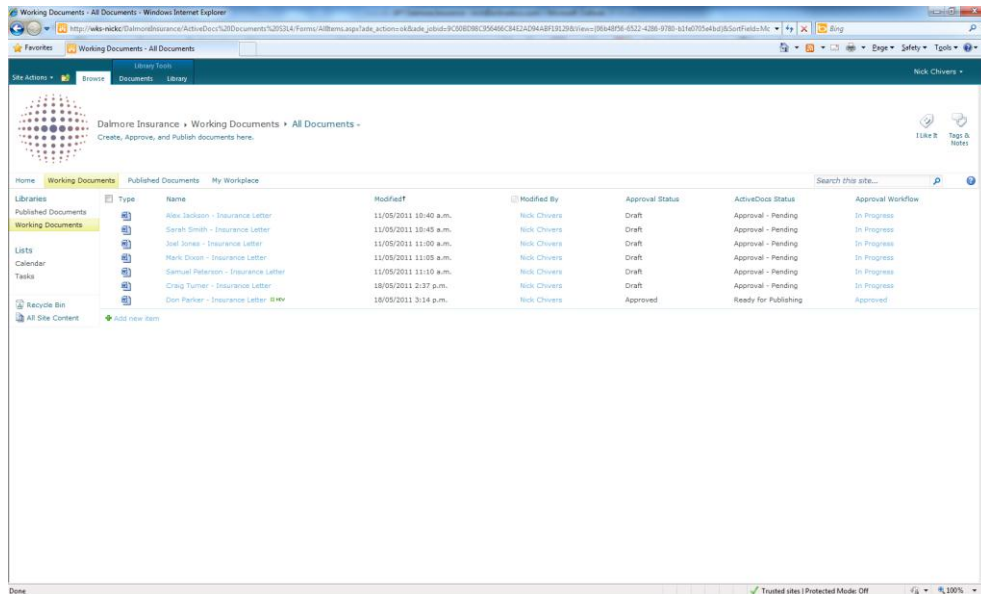 Working Documents - All Documents - Windows Internet Explorer
Bing
Favorites Working Documents - All Documents Page Safety Tools
Library Tools
Site Actions Browse Documents Library Nick Chivers
Dalmore Insurance Working Documents All Documents
Create, Approve, and Publish documents here.
I Like It Tags & Notes
Home Working Documents Published Documents My Workplace Search this site...
Libraries Type Name Modified Modified By Approval Status ActiveDocs Status Approval Workflow
Published Documents
Working Documents
Lists
Calendar
Tasks
Recycle Bin
All Site Content
Alex Jackson - Insurance Letter 11/05/2011 10:40 a.m. Nick Chivers Draft Approval - Pending In Progress
Sarah Smith - Insurance Letter 11/05/2011 10:45 a.m. Nick Chivers Draft Approval - Pending In Progress
Joel Jones - Insurance Letter 11/05/2011 11:00 a.m. Nick Chivers Draft Approval - Pending In Progress
Mark Dixon - Insurance Letter 11/05/2011 11:05 a.m. Nick Chivers Draft Approval - Pending In Progress
Samuel Peterson - Insurance Letter 11/05/2011 11:10 a.m. Nick Chivers Draft Approval - Pending In Progress
Craig Turner - Insurance Letter 18/05/2011 2:37 p.m. Nick Chivers Draft Approval - Pending In Progress
Don Parker - Insurance Letter NEW 18/05/2011 3:14 p.m. Nick Chivers Approved Ready for Publishing Approved
Add new item
Done Trusted sites | Protected Mode: Off 100%